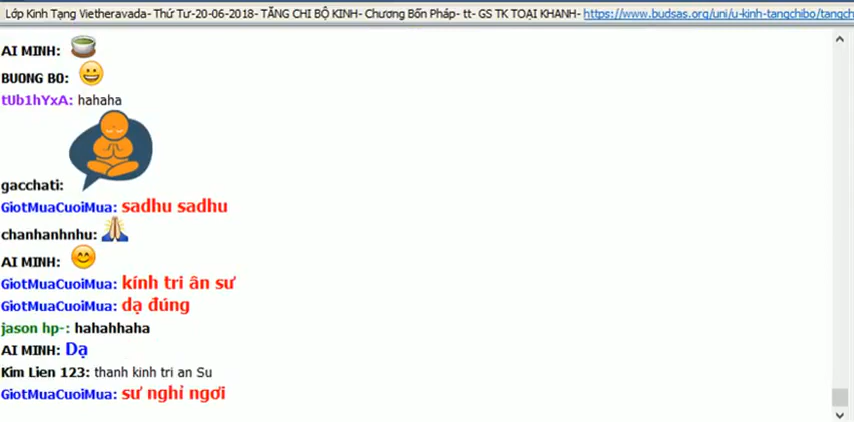 Lớp Kinh Tạng Vietheravada- Thứ Tư-20-06-2018- TĂNG CHI BỘ KINH- Chương Bốn Pháp- tt- GS TK TOẠI KHANH- https://www.budsas.org/uni/u-kinh-tangchibo/tangch
AI MINH:
BUONG BO:
tUb1hYxA: hahaha
gacchati:
GiotMuaCuoiMua: sadhu sadhu
chanhanhnhu:
AI MINH:
GiotMuaCuoiMua: kính tri ân sư
GiotMuaCuoiMua: dạ đúng
jason hp-: hahahhaha
AI MINH: Dạ
Kim Lien 123: thanh kinh tri an Su
GiotMuaCuoiMua: sư nghỉ ngơi